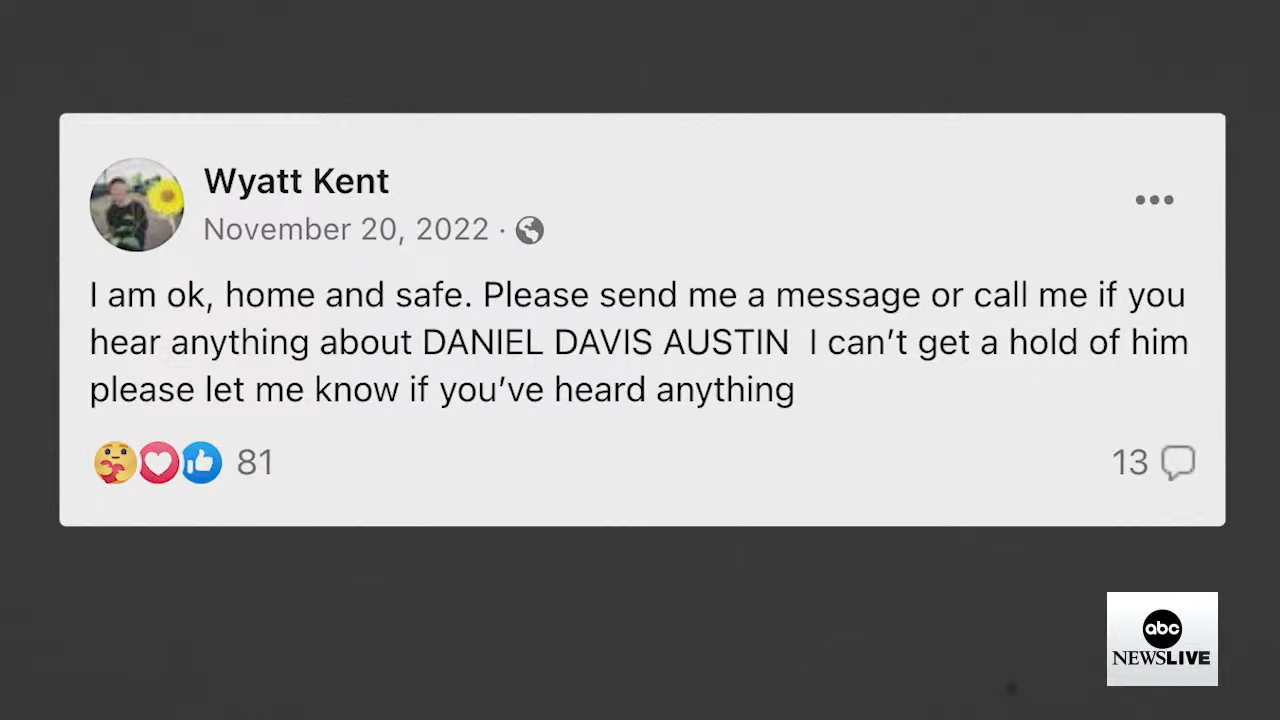 Wyatt Kent
November 20, 2022 ·
I am ok, home and safe. Please send me a message or call me if you
hear anything about DANIEL DAVIS AUSTIN  I can’t get a hold of him
please let me know if you’ve heard anything
81
13
abc
NEWSLIVE